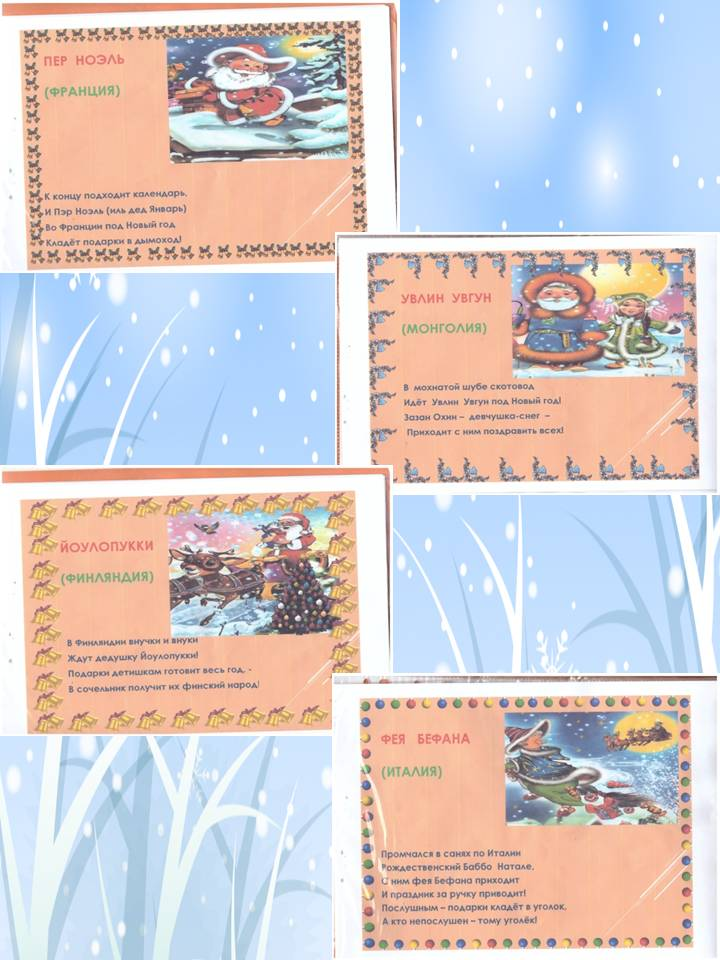 ПЕР НОЭЛЬ
(ФРАНЦИЯ)
К концу подходит календарь,
И Пэр Ноэль (иль дед Январь)
Во Франции под Новый год
Кладёт подарки в дымоход!
УВЛИН УВГУН
(МОНГОЛИЯ)
В мохнатой шубе скотовод
Идёт Увлин Увгун под Новый год!
Зазан Охин – девчушка-снег –
Приходит с ним поздравить всех!
ЙОУЛОПУККИ
(ФИНЛЯНДИЯ)
В Финляндии внучки и внуки
Ждут дедушку Йоулопукки!
Подарки детишкам готовит весь год, -
В сочельник получит их финский народ!
ФЕЯ БЕФАНА
(ИТАЛИЯ)
Промчался в санях по Италии
Рождественский Баббо Натале,
С ним фея Бефана приходит
И праздник за ручку приводит!
Послушным – подарки кладёт в уголок,
А кто непослушен – тому уголёк!